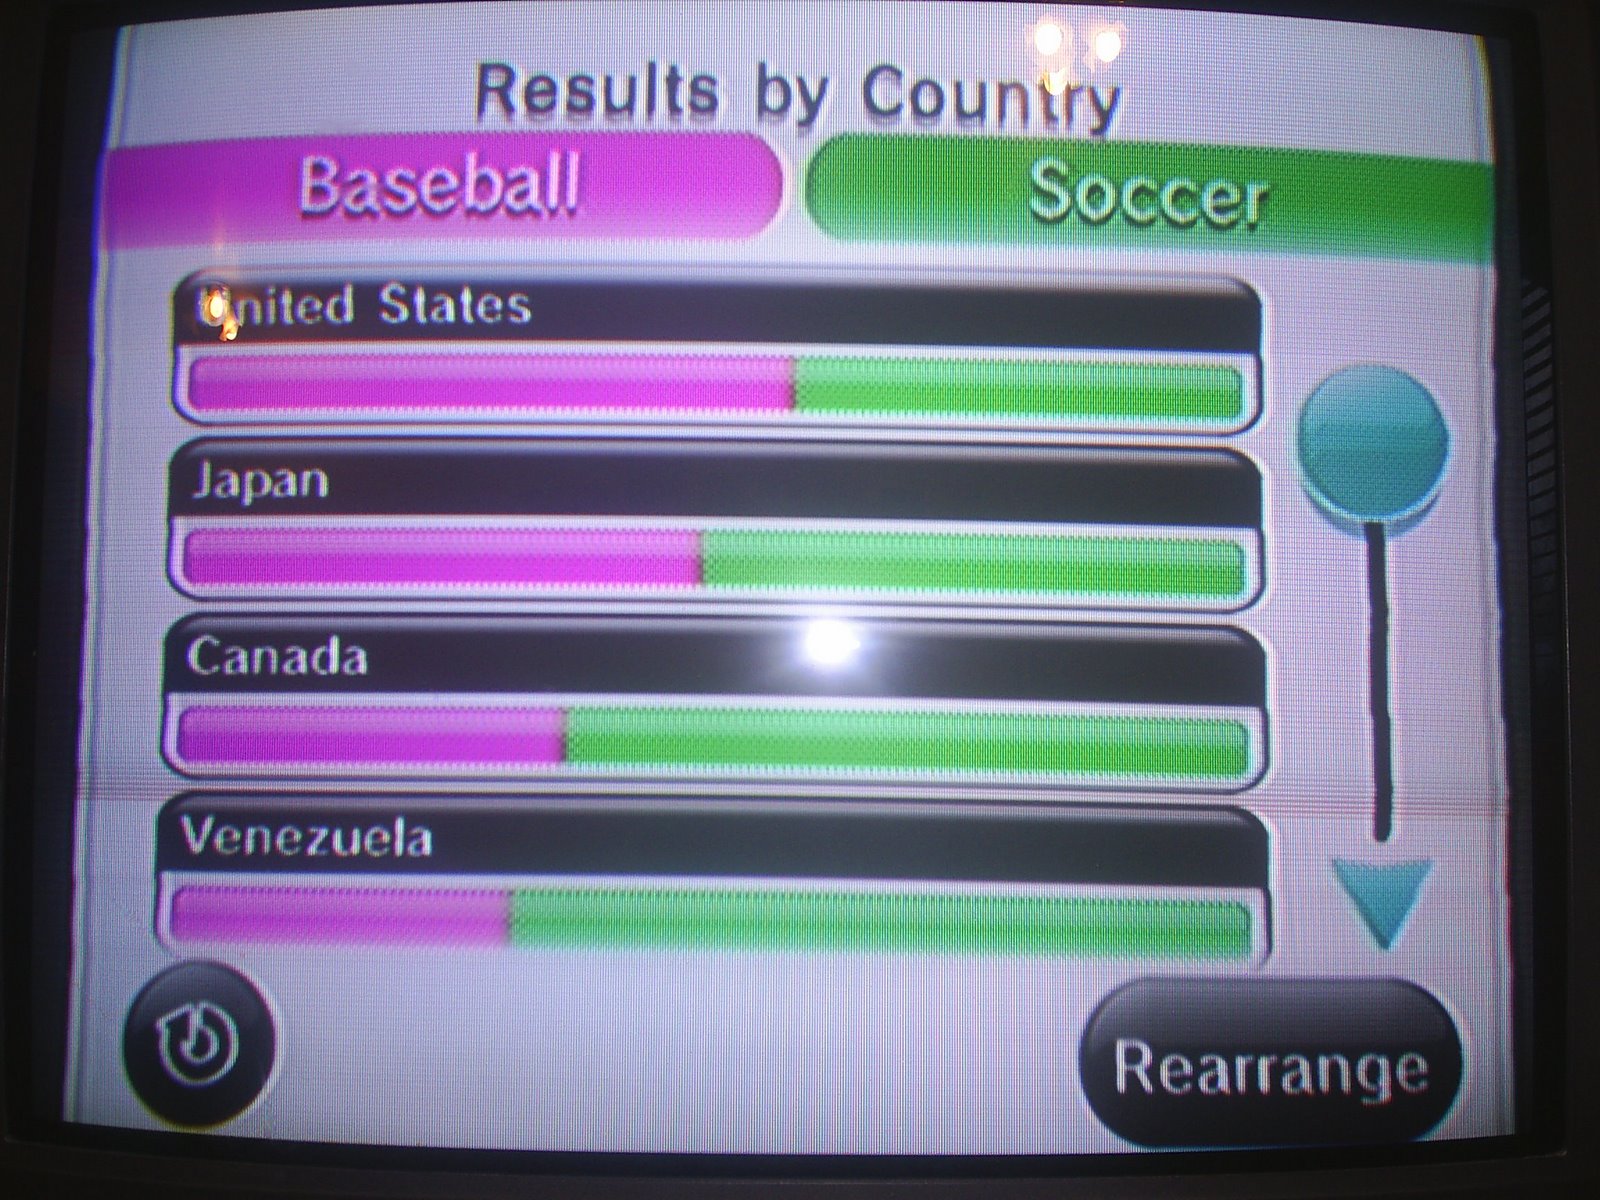 Results by Country
Baseball
Soccer
United States
Japan
Canada
Venezuela
Rearrange